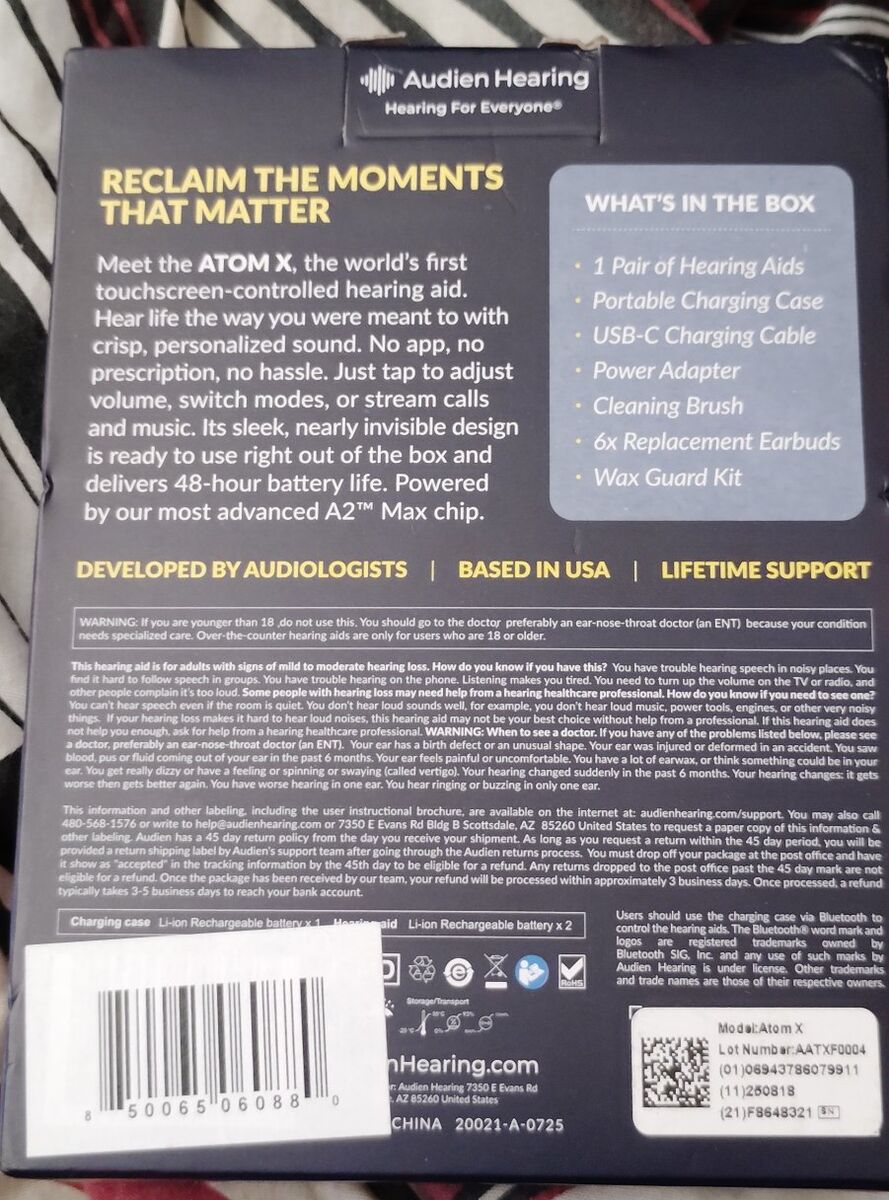 Audien Hearing
Hearing For Everyone®
RECLAIM THE MOMENTS
THAT MATTER
Meet the ATOM X, the world's first
touchscreen-controlled hearing aid.
Hear life the way you were meant to with
crisp, personalized sound. No app, no
prescription, no hassle. Just tap to adjust
volume, switch modes, or stream calls
and music. Its sleek, nearly invisible design
is ready to use right out of the box and
delivers 48-hour battery life. Powered
by our most advanced A2™ Max chip.
WHAT'S IN THE BOX
· 1 Pair of Hearing Aids
· Portable Charging Case
· USB-C Charging Cable
· Power Adapter
· Cleaning Brush
· 6x Replacement Earbuds
· Wax Guard Kit
DEVELOPED BY AUDIOLOGISTS | BASED IN USA | LIFETIME SUPPORT
WARNING: If you are younger than 18 ,do not use this. You should go to the doctor preferably an ear-nose-throat doctor (an ENT) because your condition
needs specialized care. Over-the-counter hearing aids are only for users who are 18 or older.
This hearing aid is for adults with signs of mild to moderate hearing loss. How do you know if you have this? You have trouble hearing speech in noisy places. You
find it hard to follow speech in groups. You have trouble hearing on the phone. Listening makes you tired. You need to turn up the volume on the TV or radio, and
other people complain it's too loud. Some people with hearing loss may need help from a hearing healthcare professional. How do you know if you need to see one?
You can't hear speech even if the room is quiet. You don't hear loud sounds well, for example, you don't hear loud music, power tools, engines, or other very noisy
things. If your hearing loss makes it hard to hear loud noises, this hearing aid may not be your best choice without help from a professional. If this hearing aid does
not help you enough, ask for help from a hearing healthcare professional. WARNING: When to see a doctor. If you have any of the problems listed below, please see
a doctor, preferably an ear-nose-throat doctor (an ENT). Your ear has a birth defect or an unusual shape. Your ear was injured or deformed in an accident. You saw
blood, pus or fluid coming out of your ear in the past 6 months. Your ear feels painful or uncomfortable. You have a lot of earwax, or think something could be in your
ear. You get really dizzy or have a feeling or spinning or swaying (called vertigo). Your hearing changed suddenly in the past 6 months. Your hearing changes: it gets
worse then gets better again. You have worse hearing in one ear. You hear ringing or buzzing in only one ear.
This information and other labeling, including the user instructional brochure, are available on the internet at: audienhearing.com/support. You may also call
480-568-1576 or write to help@audienhearing.com or 7350 E Evans Rd Bldg B Scottsdale, AZ 85260 United States to request a paper copy of this information &
other labeling. Audien has a 45 day return policy from the day you receive your shipment. As long as you request a return within the 45 day period, you will be
provided a return shipping label by Audien's support team after going through the Audien returns process. You must drop off your package at the post office and have
it show as "accepted" in the tracking information by the 45th day to be eligible for a refund. Any returns dropped to the post office past the 45 day mark are not
eligible for a refund. Once the package has been received by our team, your refund will be processed within approximately 3 business days. Once processed, a refund
typically takes 3-5 business days to reach your bank account.
Charging case Li-ion Rechargeable battery x 1 Hearing aid Li-ion Rechargeable battery x 2
Users should use the charging case via Bluetooth to
control the hearing aids. The Bluetooth® word mark and
logos are registered trademarks owned by
Bluetooth SIG, Inc. and any use of such marks by
Audien Hearing is under license. Other trademarks
and trade names are those of their respective owners.
RoHS
Storage/Transport
nHearing.com
r: Audien Hearing 7350 E Evans Rd
AZ 85260 United States
CHINA 20021-A-0725
8 50065 06088 0
Model:Atom X
Lot Number:AATXF0004
(01)06943786079911
(11)250818
(21)F8648321 SN